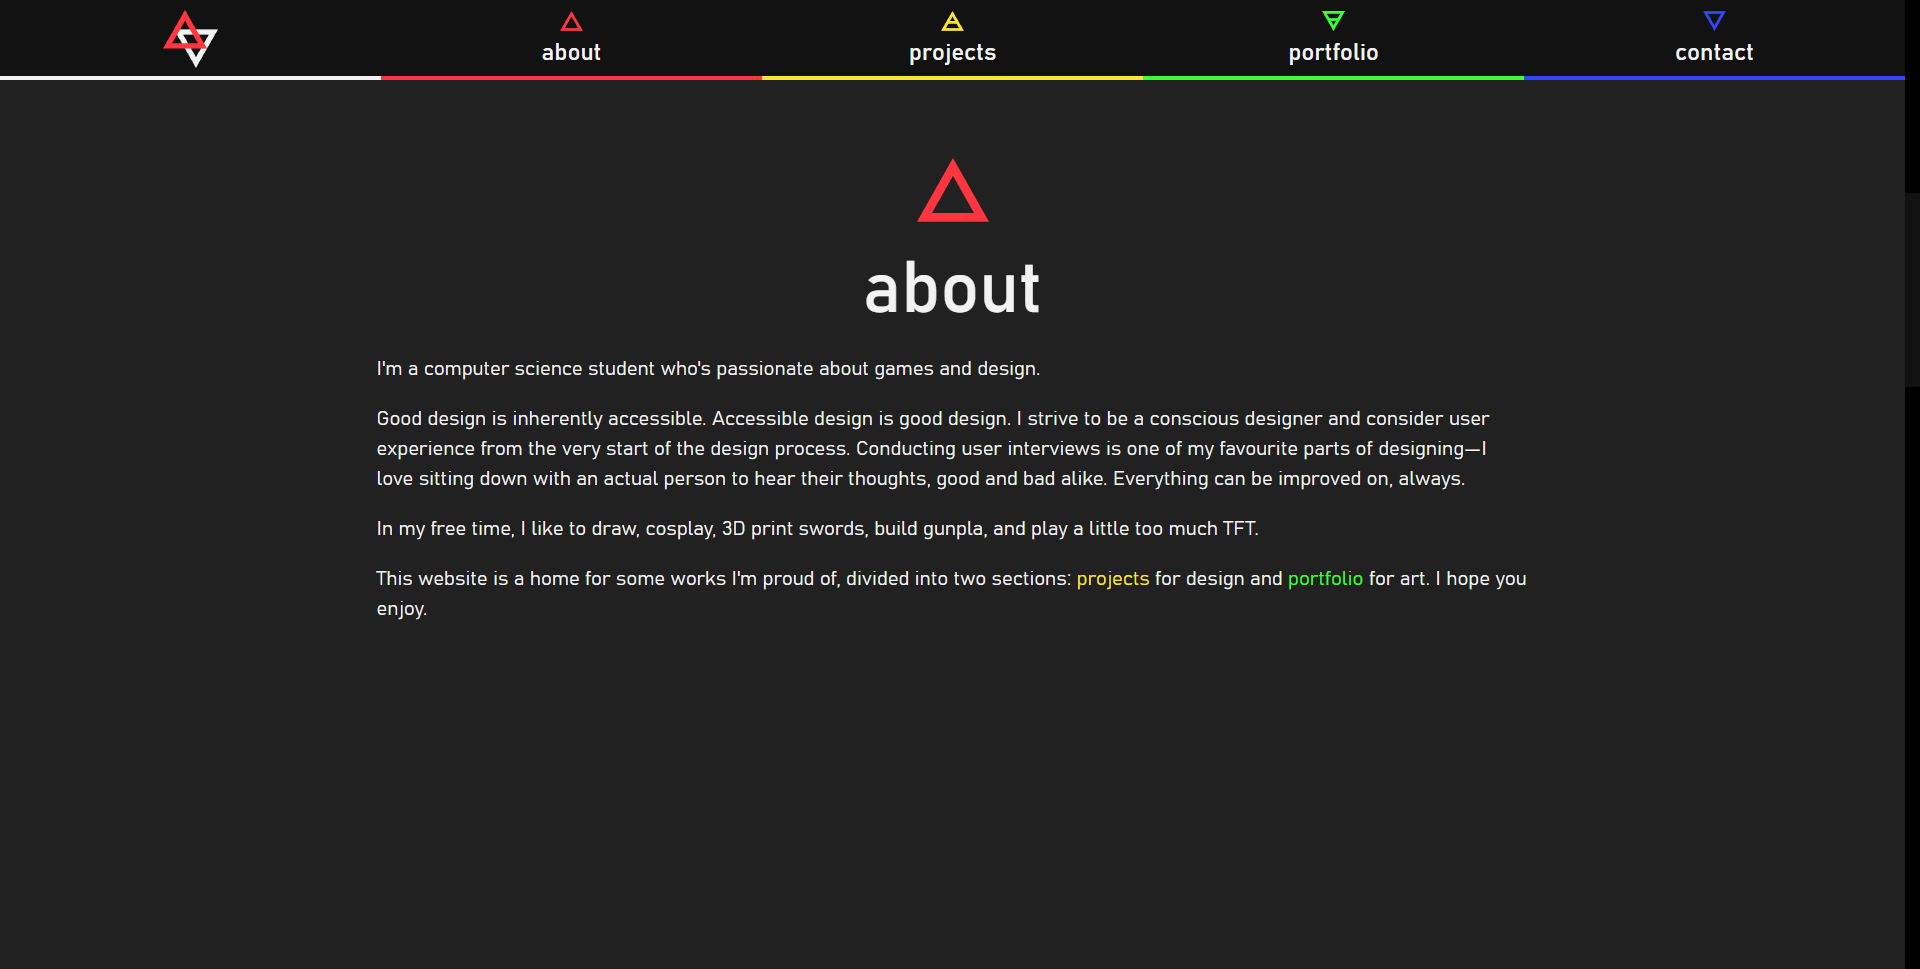 about
projects
portfolio
contact
about
I'm a computer science student who's passionate about games and design.
Good design is inherently accessible. Accessible design is good design. I strive to be a conscious designer and consider user
experience from the very start of the design process. Conducting user interviews is one of my favourite parts of designing—I
love sitting down with an actual person to hear their thoughts, good and bad alike. Everything can be improved on, always.
In my free time, I like to draw, cosplay, 3D print swords, build gunpla, and play a little too much TFT.
This website is a home for some works I'm proud of, divided into two sections: projects for design and portfolio for art. I hope you
enjoy.